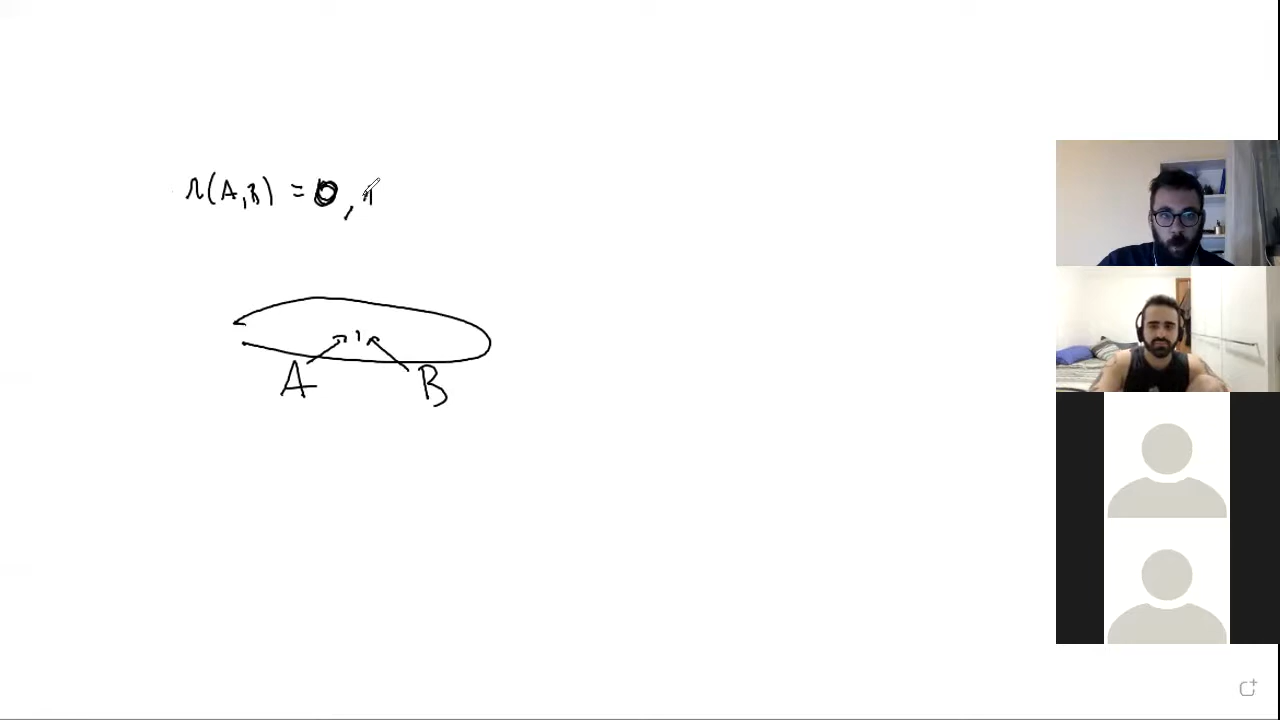 r(A,B) = 0, 1
A B